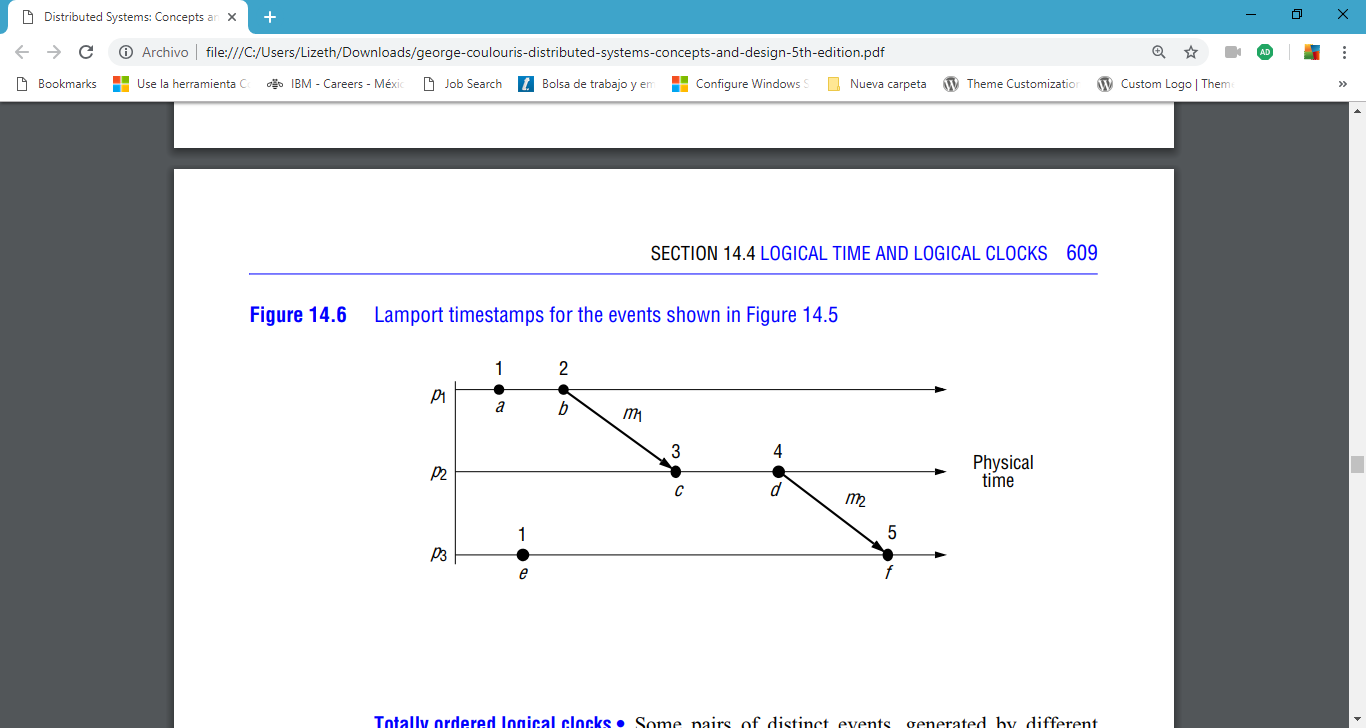 Distributed Systems: Concepts an
Archivo file:///C:/Users/Lizeth/Downloads/george-coulouris-distributed-systems-concepts-and-design-5th-edition.pdf AD
Bookmarks Use la herramienta IBM - Careers - Méxic Job Search Bolsa de trabajo y em Configure Windows Nueva carpeta Theme Customization Custom Logo | Them »
SECTION 14.4 LOGICAL TIME AND LOGICAL CLOCKS 609
Figure 14.6 Lamport timestamps for the events shown in Figure 14.5
1 2
p1 a b m1
3 4
p2 c d m2 Physical
time
1 5
p3 e f
Totally ordered logical clocks • Some pairs of distinct events, generated by different